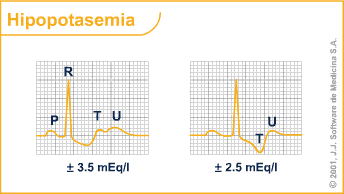 Hipopotasemia
R
P T U
U
T
± 3.5 mEq/l
± 2.5 mEq/l
© 2001, J.J. Software de Medicina S.A.